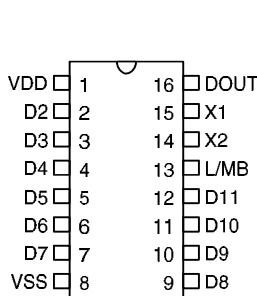 VDD 1 16 DOUT
D2 2 15 X1
D3 3 14 X2
D4 4 13 L/MB
D5 5 12 D11
D6 6 11 D10
D7 7 10 D9
VSS 8 9 D8